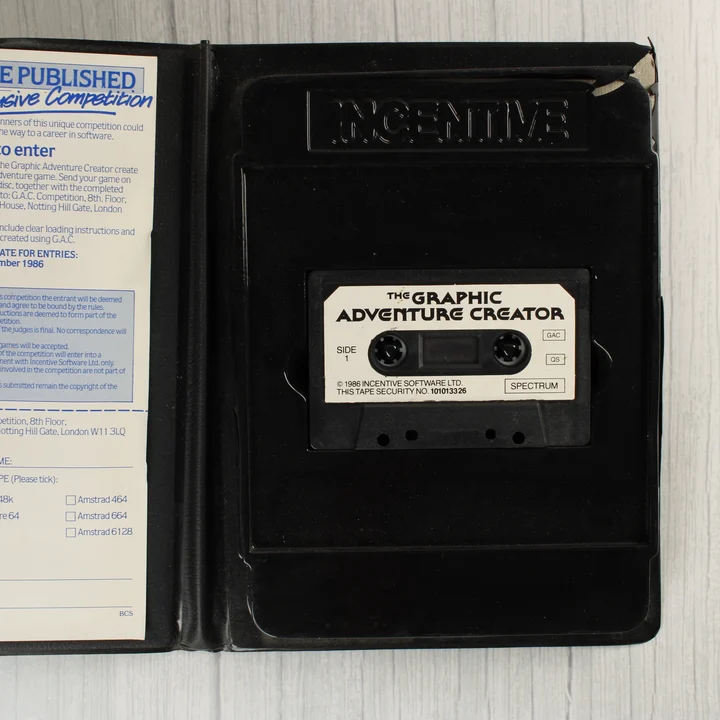 E PUBLISHED
usive Competition
nners of this unique competition could
he way to a career in software.
to enter
he Graphic Adventure Creator create
dventure game. Send your game on
disc, together with the completed
to: G.A.C. Competition, 8th. Floor,
House, Notting Hill Gate, London
nclude clear loading instructions and
created using G.A.C.
ATE FOR ENTRIES:
mber 1986
s competition the entrant will be deemed
and agree to be bound by the rules.
uctions are deemed to form part of the
etition.
the judges is final. No correspondence will
games will be accepted.
of the competition will enter into a
ment with Incentive Software Ltd. only.
involved in the competition are not part of
s submitted remain the copyright of the
petition, 8th Floor,
otting Hill Gate, London W11 3LQ
ME:
PE (Please tick):
48k
Amstrad 464
re 64
Amstrad 664
Amstrad 6128
BCS
INCENTIVE
THE GRAPHIC
ADVENTURE CREATOR
SIDE
1
GAC
QS
© 1986 INCENTIVE SOFTWARE LTD.
THIS TAPE SECURITY NO. 101013326
SPECTRUM